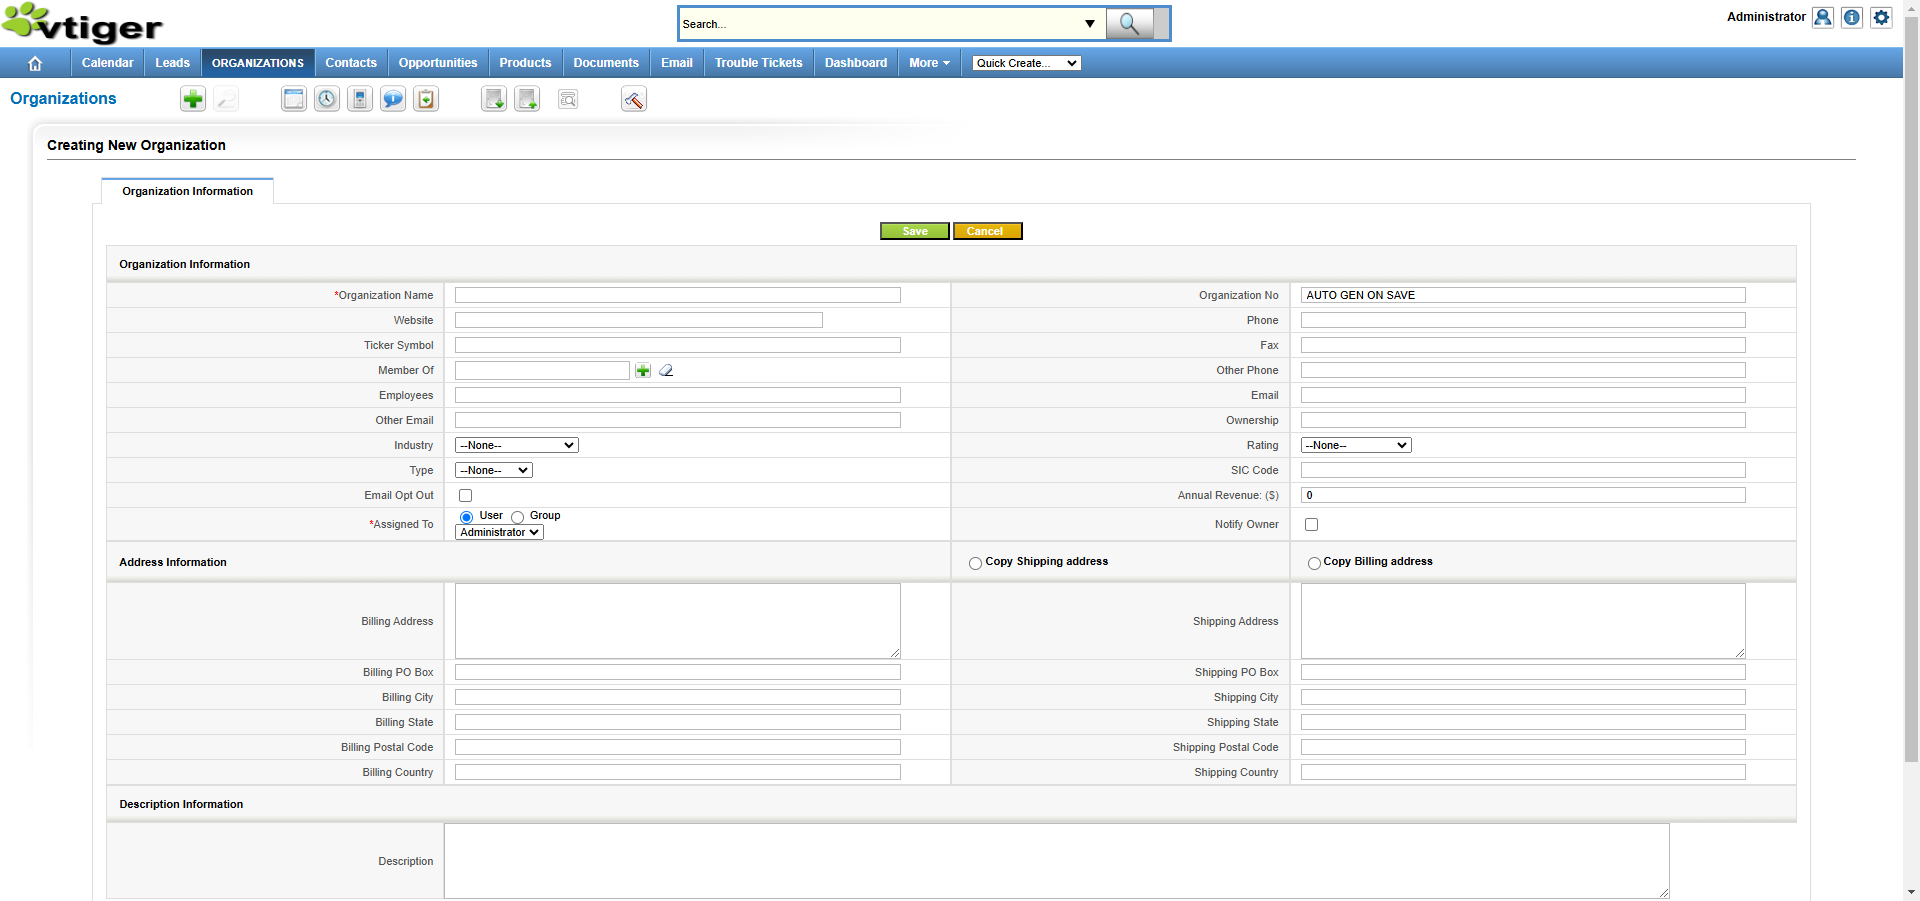 vtiger
Search...
Administrator
Calendar Leads ORGANIZATIONS Contacts Opportunities Products Documents Email Trouble Tickets Dashboard More Quick Create...
Organizations
Creating New Organization
Organization Information
Save Cancel
Organization Information
*Organization Name Organization No AUTO GEN ON SAVE
Website Phone
Ticker Symbol Fax
Member Of Other Phone
Employees Email
Other Email Ownership
Industry --None-- Rating --None--
Type --None-- SIC Code
Email Opt Out Annual Revenue: ($) 0
*Assigned To User Group Notify Owner
Administrator
Address Information Copy Shipping address Copy Billing address
Billing Address Shipping Address
Billing PO Box Shipping PO Box
Billing City Shipping City
Billing State Shipping State
Billing Postal Code Shipping Postal Code
Billing Country Shipping Country
Description Information
Description